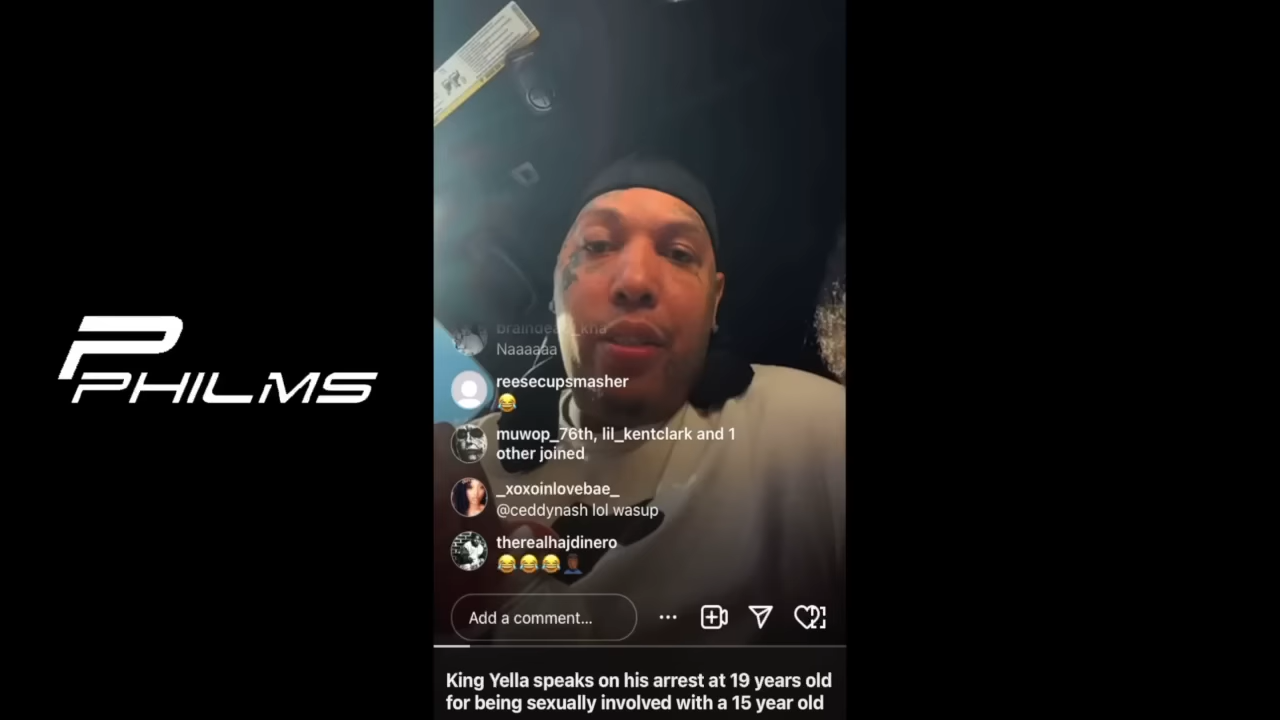 PHILMS
Naaaaaa
reesecupsmasher
😂
muwop_76th, lil_kentclark and 1
other joined
_xoxoinlovebae_
@ceddynash lol wasup
therealhajdinero
😂😂😂🤦🏾‍♂️
Add a comment...
King Yella speaks on his arrest at 19 years old
for being sexually involved with a 15 year old